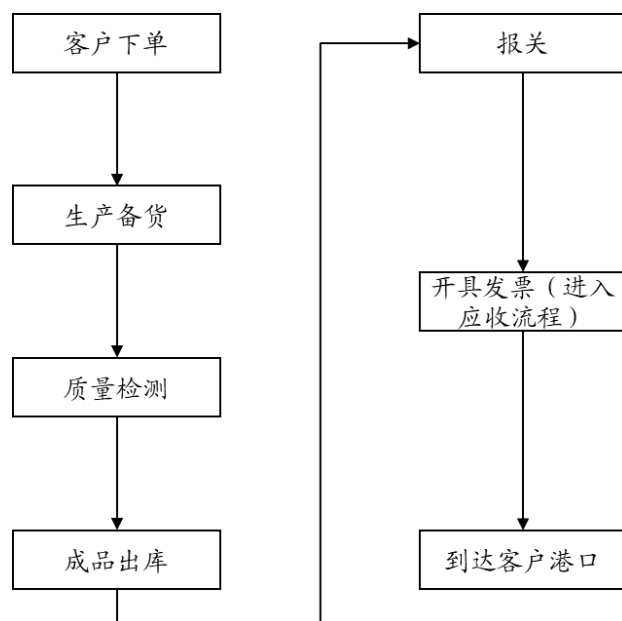 客户下单
生产备货
质量检测
成品出库
报关
开具发票（进入
应收流程）
到达客户港口